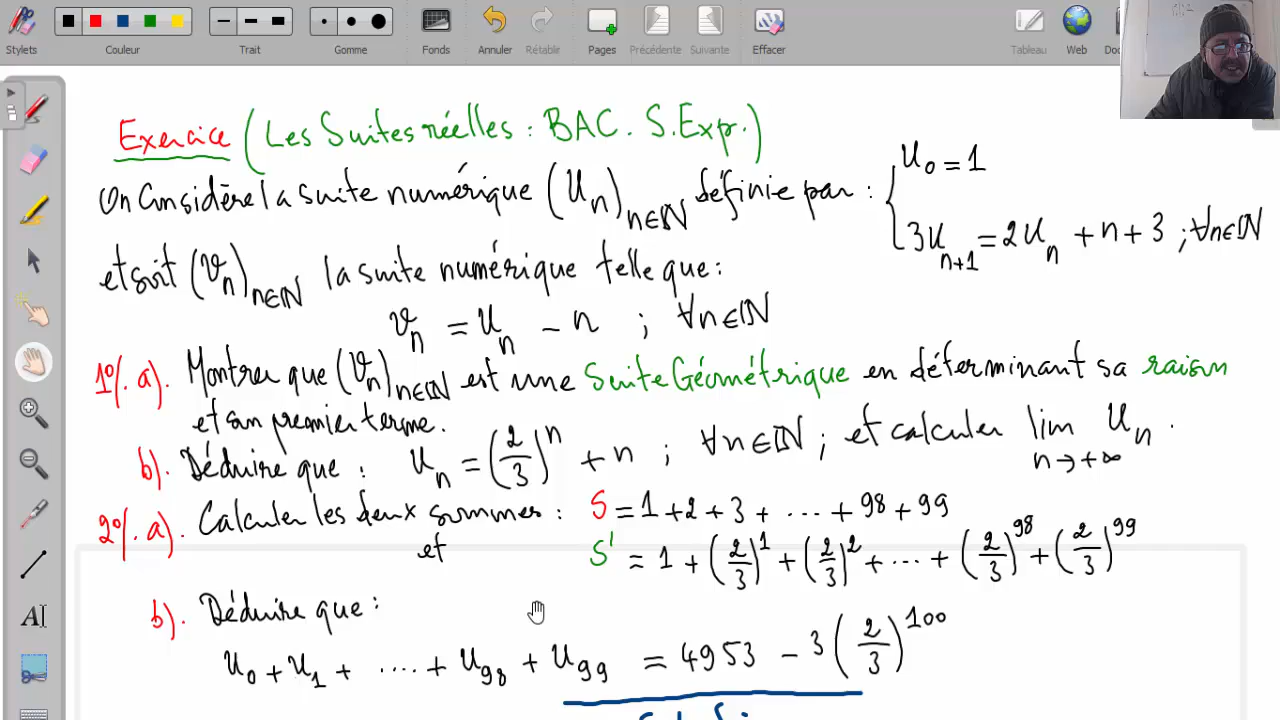 Stylets Couleur Trait Gomme Fonds Annuler Rétablir Pages Précédente Suivante Effacer Tableau Web
Exercice (Les Suites réelles : BAC. S.Exp.)
On Considère la suite numérique (Un)n∈ℕ définie par : { U0 = 1
3Un+1 = 2Un + n + 3 ; ∀n∈ℕ
et soit (vn)n∈ℕ la suite numérique telle que :
vn = Un - n ; ∀n∈ℕ
1°/. a). Montrer que (vn)n∈ℕ est une Suite Géométrique en déterminant sa raison
et son premier terme.
b). Déduire que : Un = (2/3)^n + n ; ∀n∈ℕ ; et calculer lim n→+∞ Un .
2°/. a). Calculer les deux sommes : S = 1 + 2 + 3 + .... + 98 + 99
et S' = 1 + (2/3)^1 + (2/3)^2 + ... + (2/3)^98 + (2/3)^99
b). Déduire que :
U0 + U1 + .... + U98 + U99 = 4953 - 3(2/3)^100